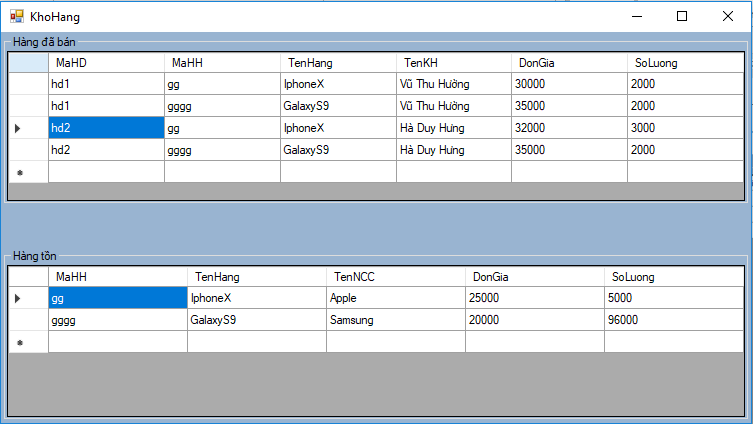 KhoHang
Hàng đã bán
MaHD MaHH TenHang TenKH DonGia SoLuong
hd1 gg IphoneX Vũ Thu Hường 30000 2000
hd1 gggg GalaxyS9 Vũ Thu Hường 35000 2000
hd2 gg IphoneX Hà Duy Hưng 32000 3000
hd2 gggg GalaxyS9 Hà Duy Hưng 35000 2000
Hàng tồn
MaHH TenHang TenNCC DonGia SoLuong
gg IphoneX Apple 25000 5000
gggg GalaxyS9 Samsung 20000 96000